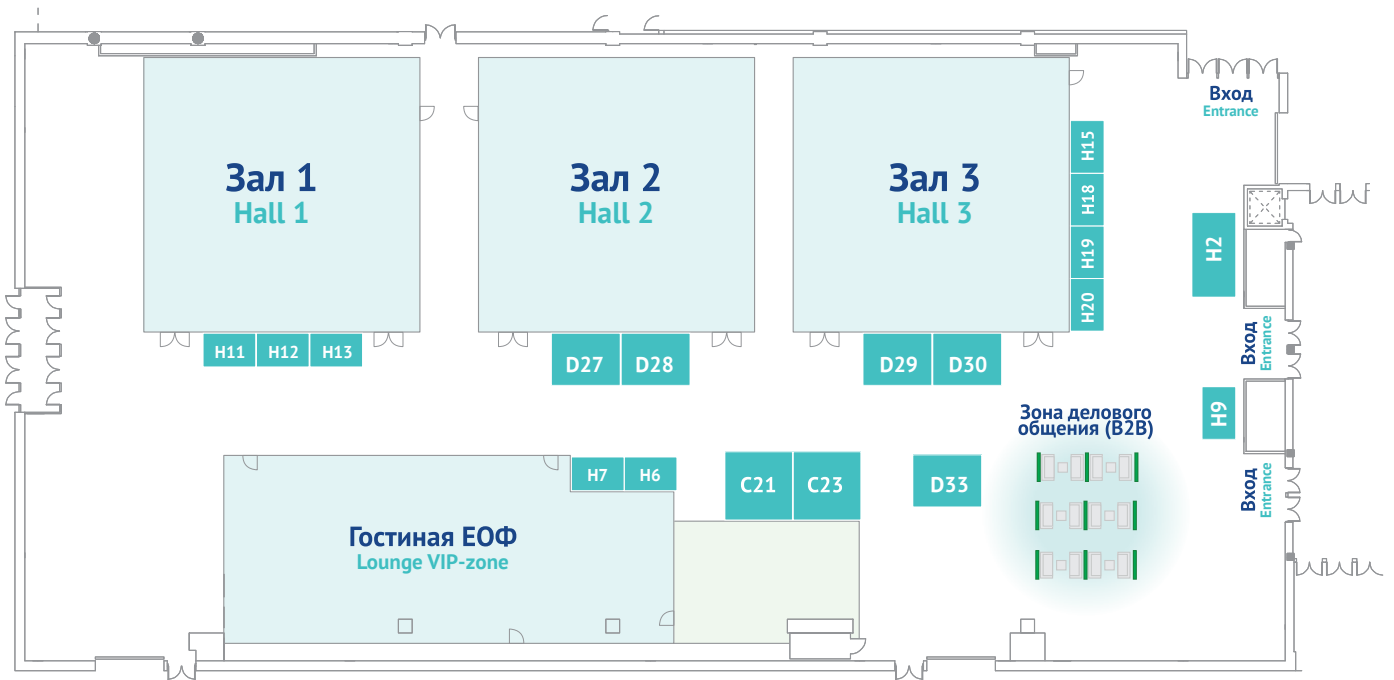 Вход
Entrance
Зал 1
Hall 1
Зал 2
Hall 2
Зал 3
Hall 3
H15
H18
H19
H20
H2
H11
H12
H13
D27
D28
D29
D30
Вход
Entrance
H9
Зона делового
общения (B2B)
H7
H6
C21
C23
D33
Вход
Entrance
Гостиная ЕОФ
Lounge VIP-zone